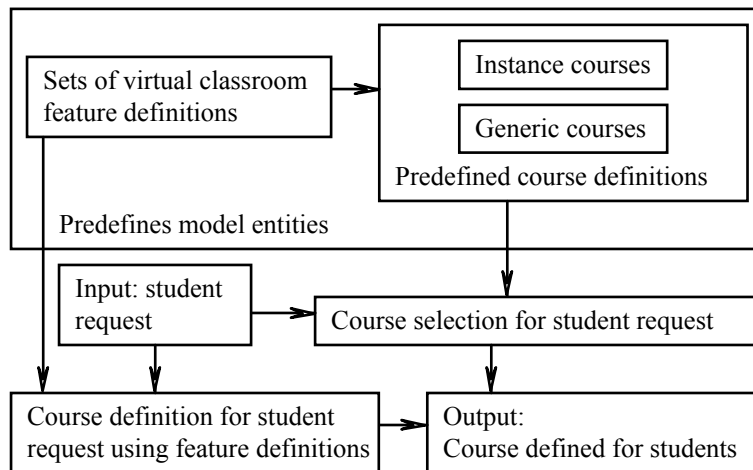 Sets of virtual classroom
feature definitions
Instance courses
Generic courses
Predefined course definitions
Predefines model entities
Input: student
request
Course selection for student request
Course definition for student
request using feature definitions
Output:
Course defined for students